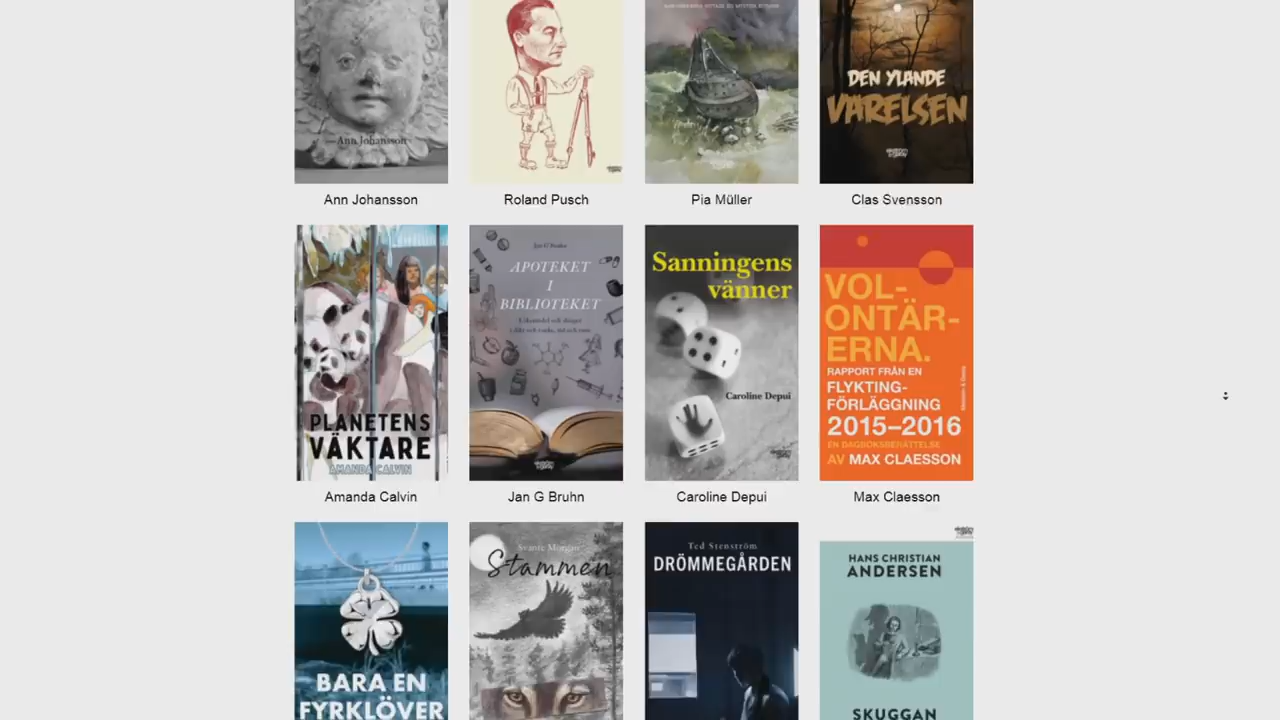 Ann Johansson
DEN YLANDE
VARELSEN
Ann Johansson
Roland Pusch
Pia Müller
Clas Svensson
PLANETENS
VÄKTARE
AMANDA CALVIN
Jan G Bruhn
APOTEKET
I
BIBLIOTEKET
Sanningens
vänner
Caroline Depui
VOL-
ONTÄR-
ERNA.
RAPPORT FRÅN EN
FLYKTING-
FÖRLÄGGNING
2015–2016
EN DAGBOKSBERÄTTELSE
AV MAX CLAESSON
Amanda Calvin
Jan G Bruhn
Caroline Depui
Max Claesson
BARA EN
FYRKLÖVER
Svante Morgan
Stammen
Ted Stenström
DRÖMMEGÅRDEN
HANS CHRISTIAN
ANDERSEN
SKUGGAN